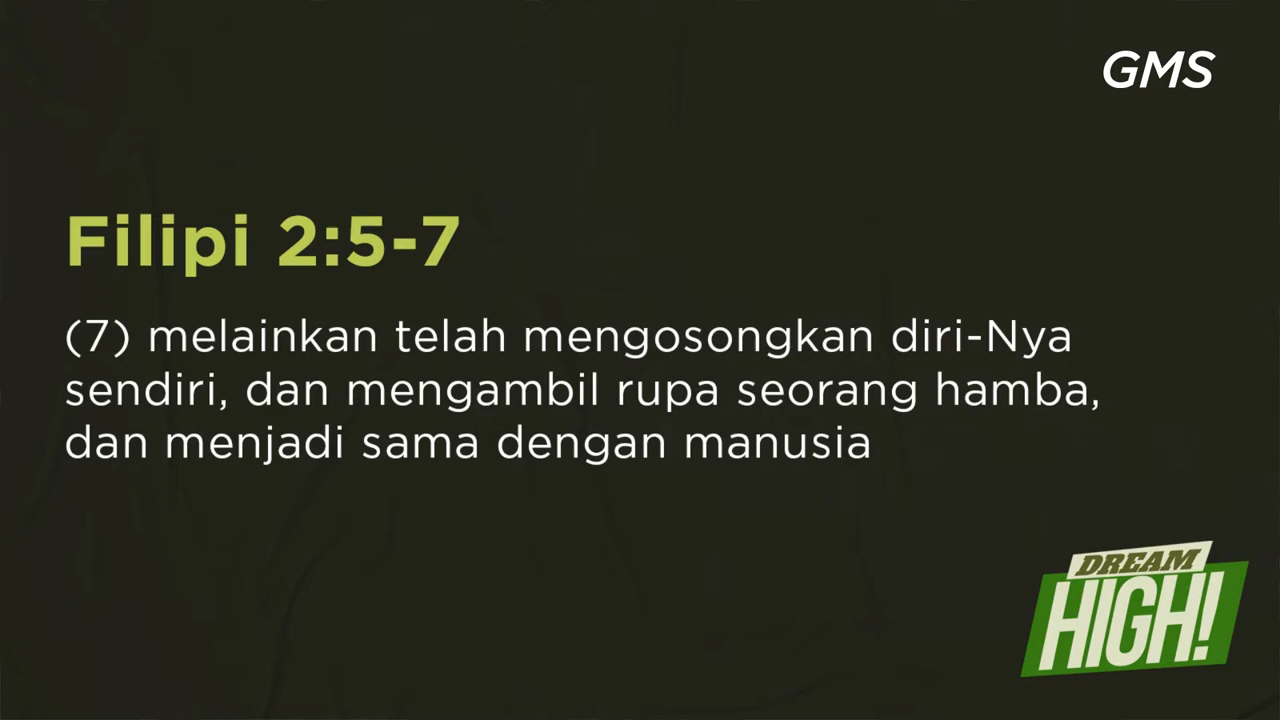 GMS
Filipi 2:5-7
(7) melainkan telah mengosongkan diri-Nya
sendiri, dan mengambil rupa seorang hamba,
dan menjadi sama dengan manusia
DREAM
HIGH!